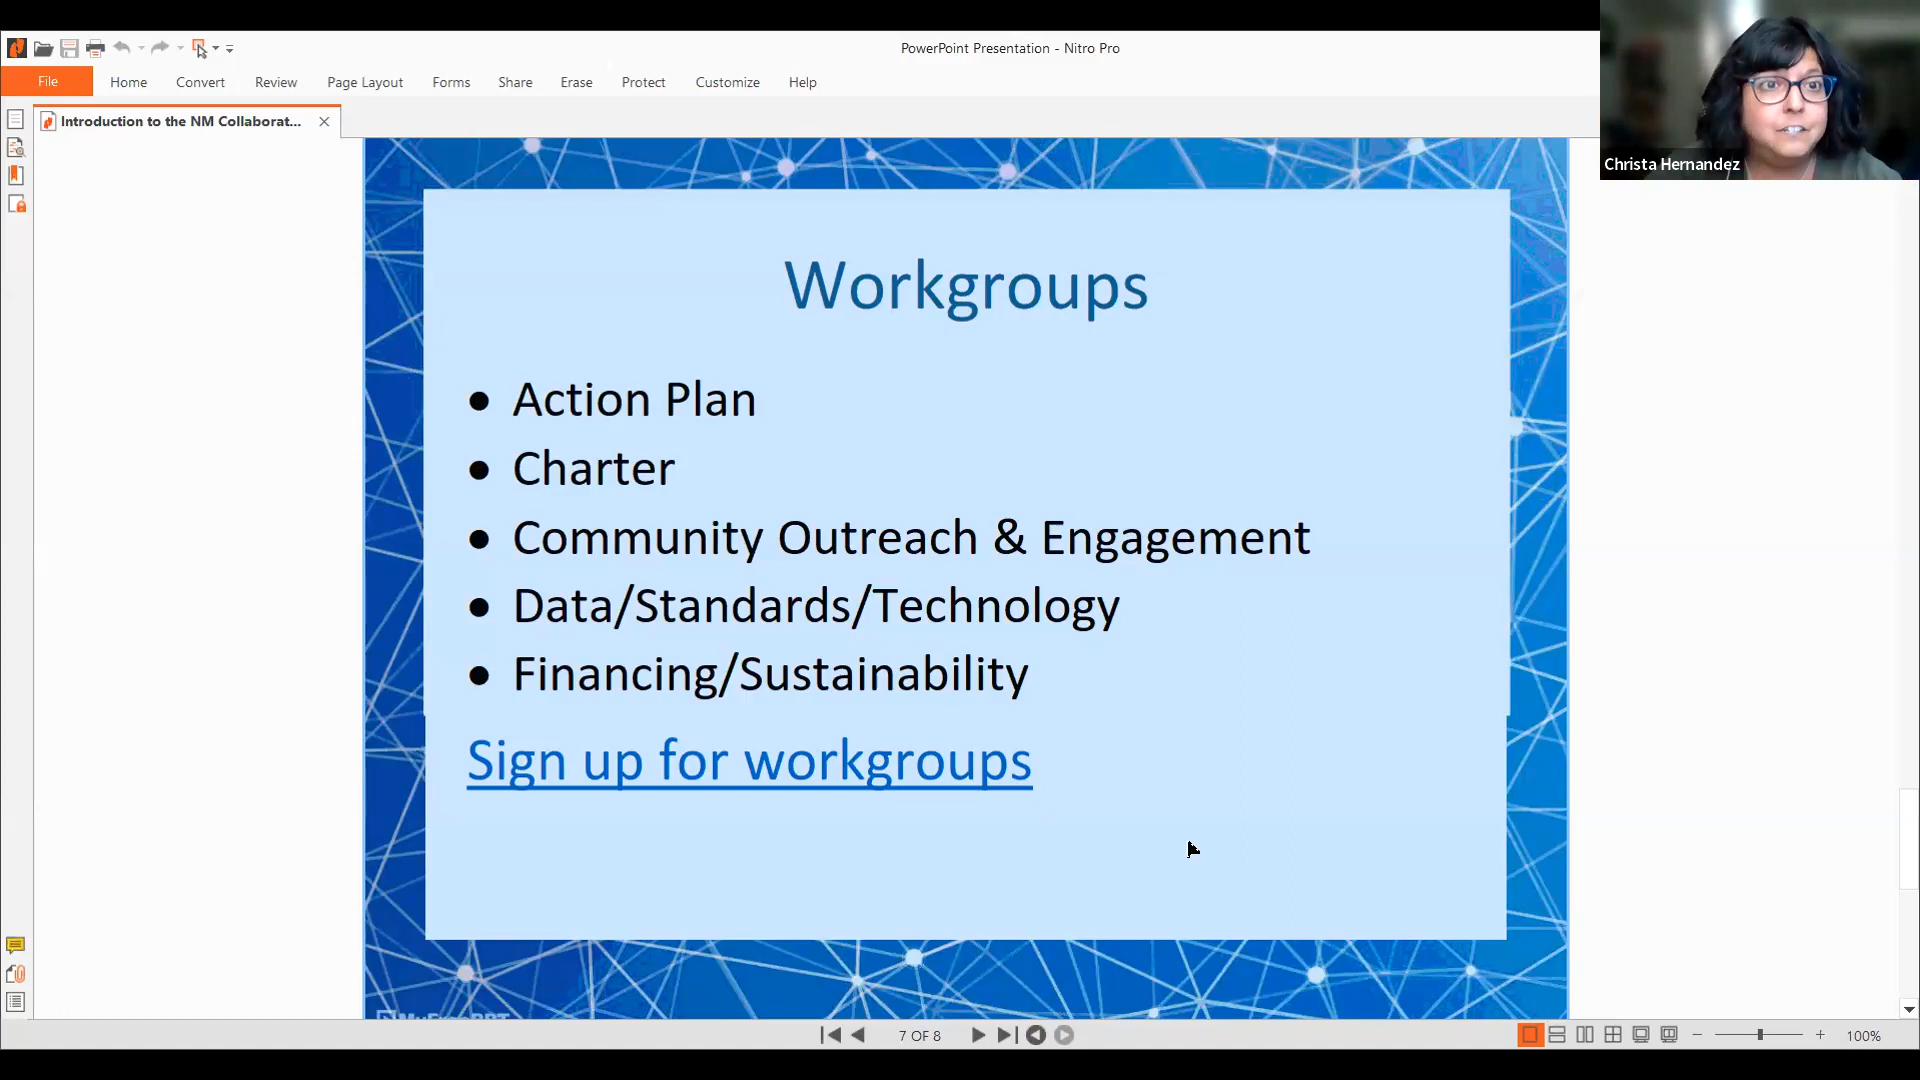 PowerPoint Presentation - Nitro Pro
File Home Convert Review Page Layout Forms Share Erase Protect Customize Help
Introduction to the NM Collaborat...
Christa Hernandez
Workgroups
• Action Plan
• Charter
• Community Outreach & Engagement
• Data/Standards/Technology
• Financing/Sustainability
Sign up for workgroups
7 OF 8
100%